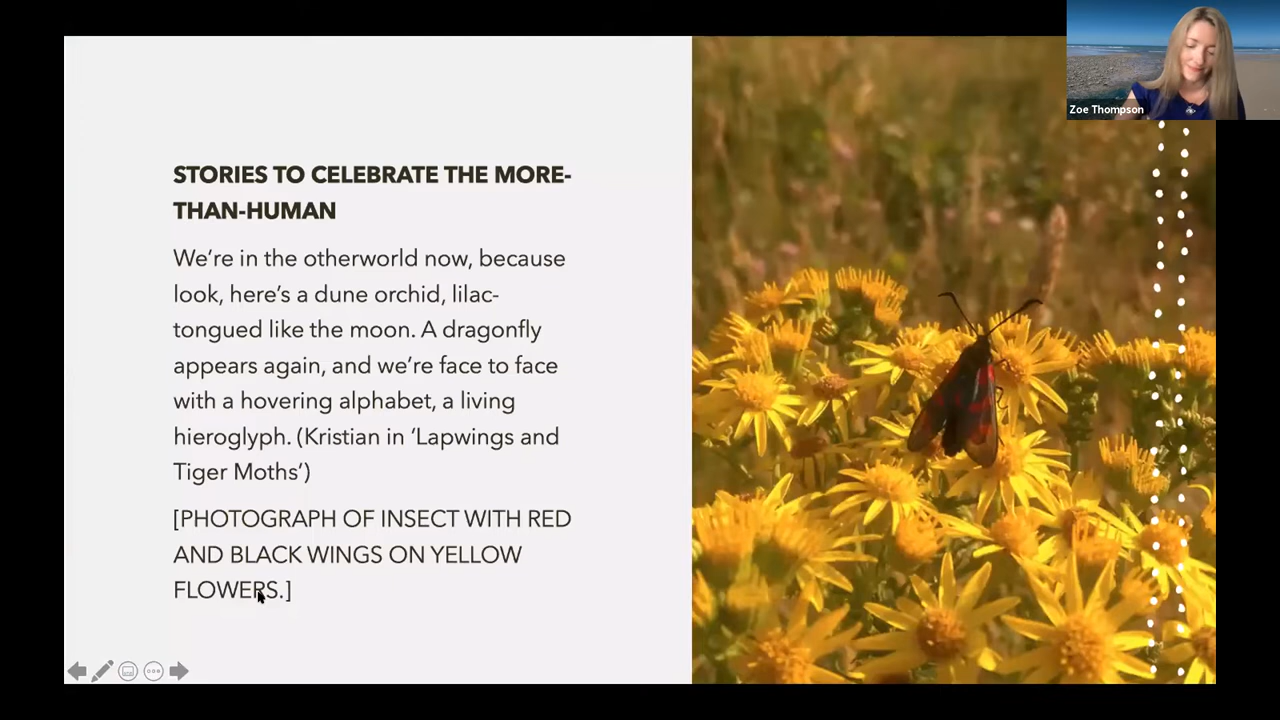 Zoe Thompson
STORIES TO CELEBRATE THE MORE-
THAN-HUMAN
We’re in the otherworld now, because
look, here’s a dune orchid, lilac-
tongued like the moon. A dragonfly
appears again, and we’re face to face
with a hovering alphabet, a living
hieroglyph. (Kristian in ‘Lapwings and
Tiger Moths’)
[PHOTOGRAPH OF INSECT WITH RED
AND BLACK WINGS ON YELLOW
FLOWERS.]